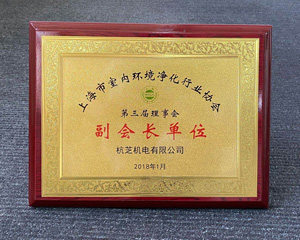 上海市室内环境净化行业协会
第三届理事会
副会长单位
杭芝机电有限公司
2018年1月